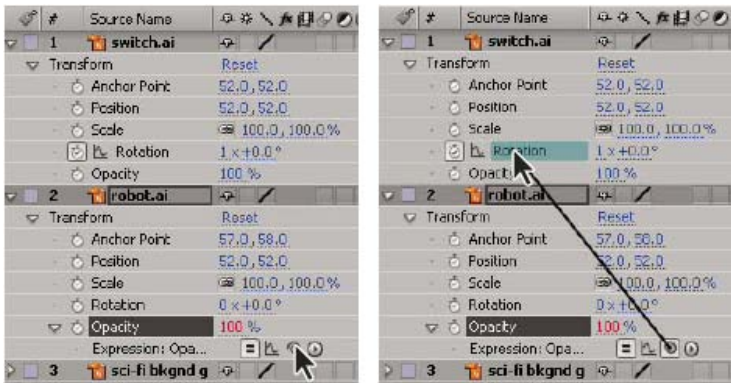 # Source Name
1 switch.ai
Transform Reset
Anchor Point 52.0, 52.0
Position 52.0, 52.0
Scale 100.0, 100.0%
Rotation 1 x +0.0°
Opacity 100 %
2 robot.ai
Transform Reset
Anchor Point 57.0, 58.0
Position 52.0, 52.0
Scale 100.0, 100.0%
Rotation 0 x +0.0°
Opacity 100 %
Expression: Opa...
3 sci-fi bkgnd g
# Source Name
1 switch.ai
Transform Reset
Anchor Point 52.0, 52.0
Position 52.0, 52.0
Scale 100.0, 100.0%
Rotation 1 x +0.0°
Opacity 100 %
2 robot.ai
Transform Reset
Anchor Point 57.0, 58.0
Position 52.0, 52.0
Scale 100.0, 100.0%
Rotation 0 x +0.0°
Opacity 100 %
Expression: Opa...
3 sci-fi bkgnd g